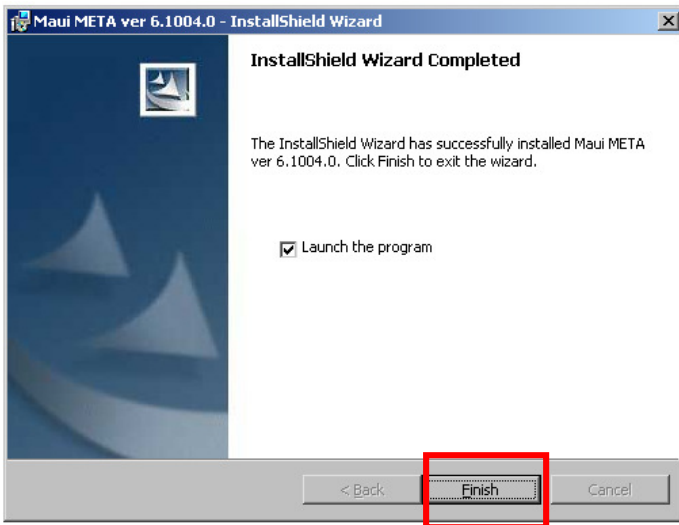 Maui META ver 6.1004.0 - InstallShield Wizard
InstallShield Wizard Completed
The InstallShield Wizard has successfully installed Maui META
ver 6.1004.0. Click Finish to exit the wizard.
Launch the program
< Back
Finish
Cancel